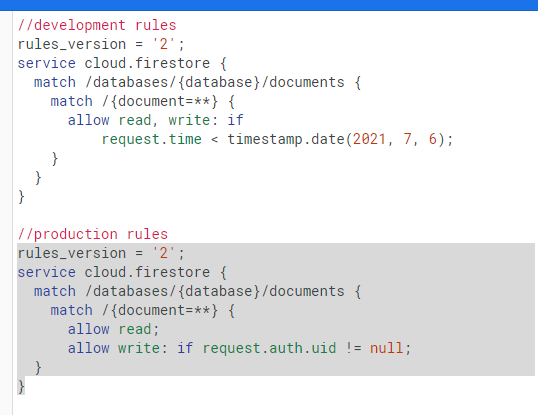 //development rules
rules_version = '2';
service cloud.firestore {
  match /databases/{database}/documents {
    match /{document=**} {
      allow read, write: if
          request.time < timestamp.date(2021, 7, 6);
    }
  }
}
//production rules
rules_version = '2';
service cloud.firestore {
  match /databases/{database}/documents {
    match /{document=**} {
      allow read;
      allow write: if request.auth.uid != null;
  }
}